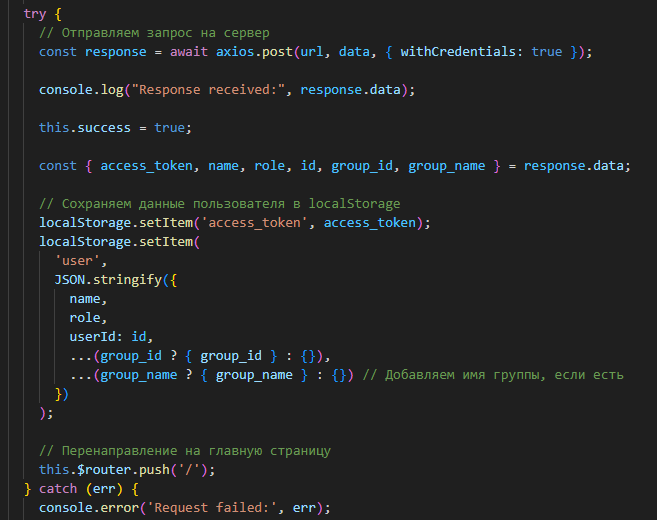 try {
// Отправляем запрос на сервер
const response = await axios.post(url, data, { withCredentials: true });
console.log("Response received:", response.data);
this.success = true;
const { access_token, name, role, id, group_id, group_name } = response.data;
// Сохраняем данные пользователя в localStorage
localStorage.setItem('access_token', access_token);
localStorage.setItem(
'user',
JSON.stringify({
name,
role,
userId: id,
...(group_id ? { group_id } : {}),
...(group_name ? { group_name } : {}) // Добавляем имя группы, если есть
})
);
// Перенаправление на главную страницу
this.$router.push('/');
} catch (err) {
console.error('Request failed:', err);